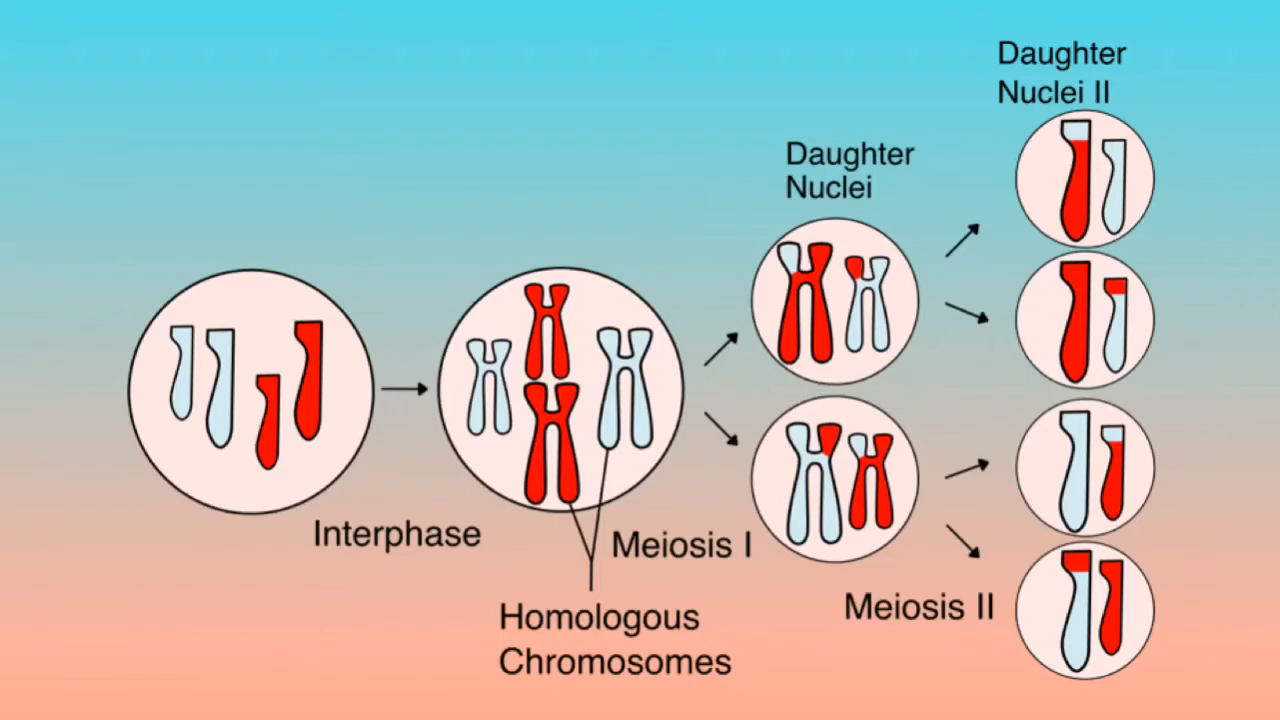 Daughter
Nuclei II
Daughter
Nuclei
Interphase
Meiosis I
Homologous
Chromosomes
Meiosis II